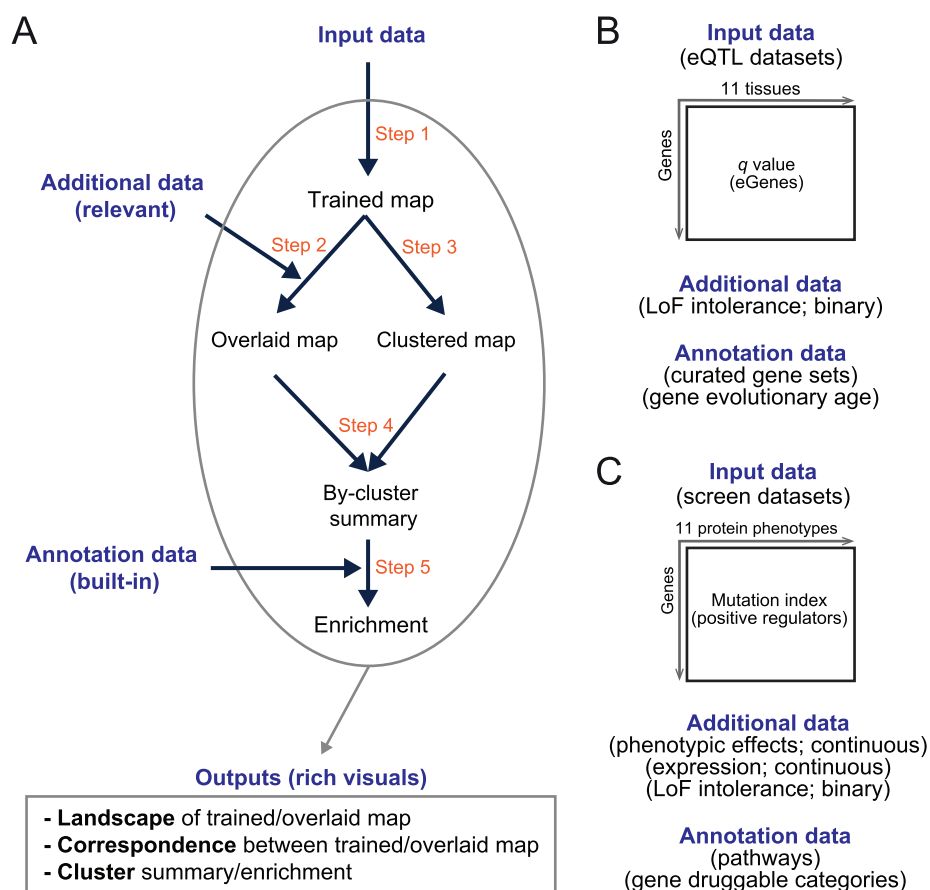 A
Input data
Step 1
Additional data
(relevant)
Trained map
Step 2
Step 3
Overlaid map
Clustered map
Step 4
By-cluster
summary
Annotation data
(built-in)
Step 5
Enrichment
Outputs (rich visuals)
- Landscape of trained/overlaid map
- Correspondence between trained/overlaid map
- Cluster summary/enrichment
B
Input data
(eQTL datasets)
11 tissues
Genes
q value
(eGenes)
Additional data
(LoF intolerance; binary)
Annotation data
(curated gene sets)
(gene evolutionary age)
C
Input data
(screen datasets)
11 protein phenotypes
Genes
Mutation index
(positive regulators)
Additional data
(phenotypic effects; continuous)
(expression; continuous)
(LoF intolerance; binary)
Annotation data
(pathways)
(gene druggable categories)